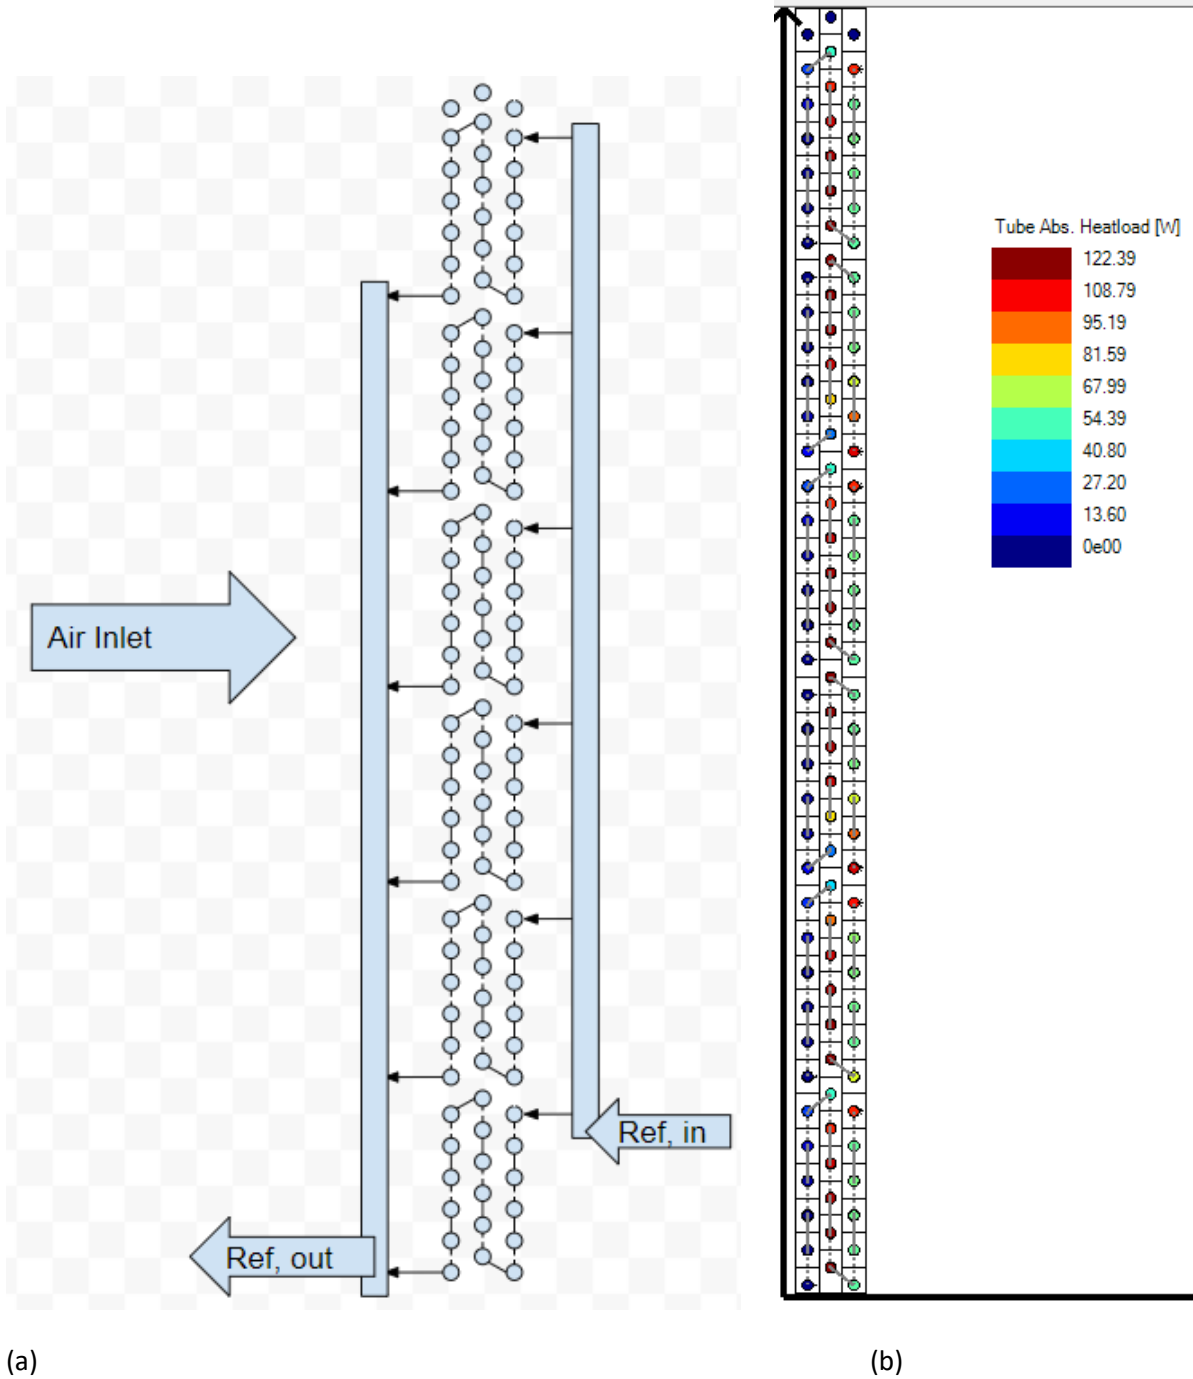 Air Inlet
Ref, in
Ref, out
Tube Abs. Heatload [W]
122.39
108.79
95.19
81.59
67.99
54.39
40.80
27.20
13.60
0e00
(a)
(b)